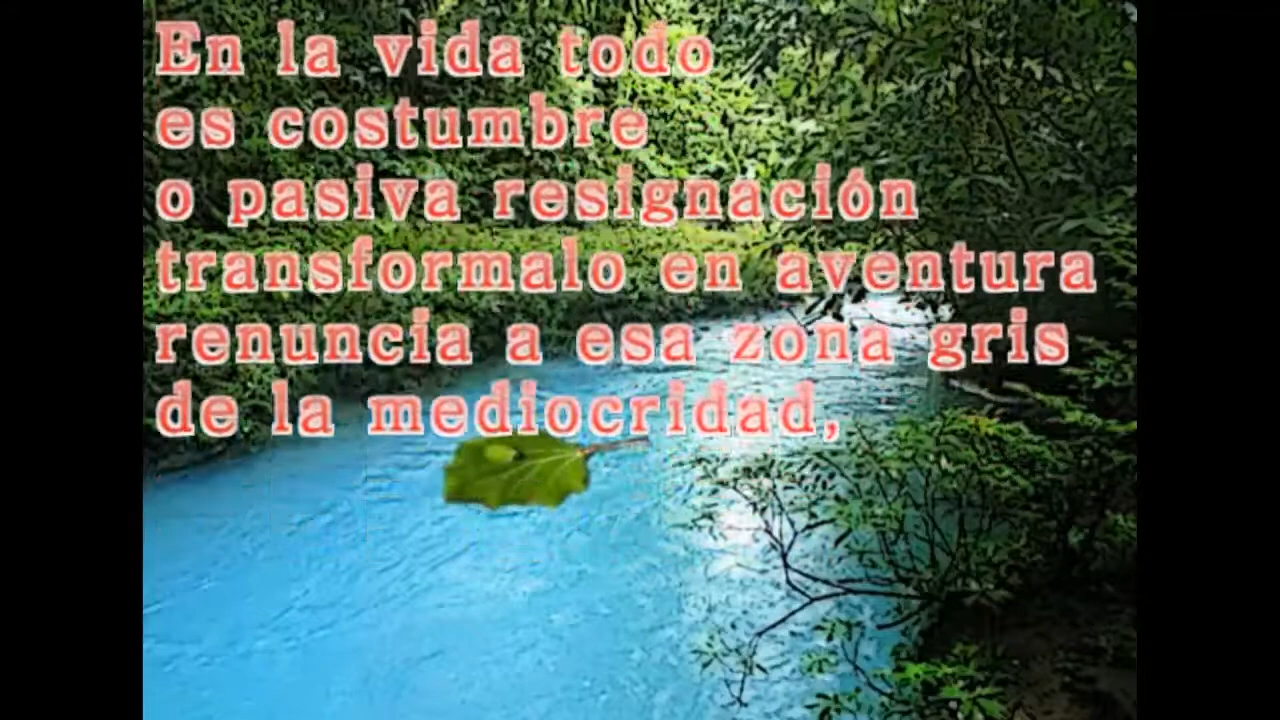 En la vida todo
es costumbre
o pasiva resignación
transformalo en aventura
renuncia a esa zona gris
de la mediocridad,